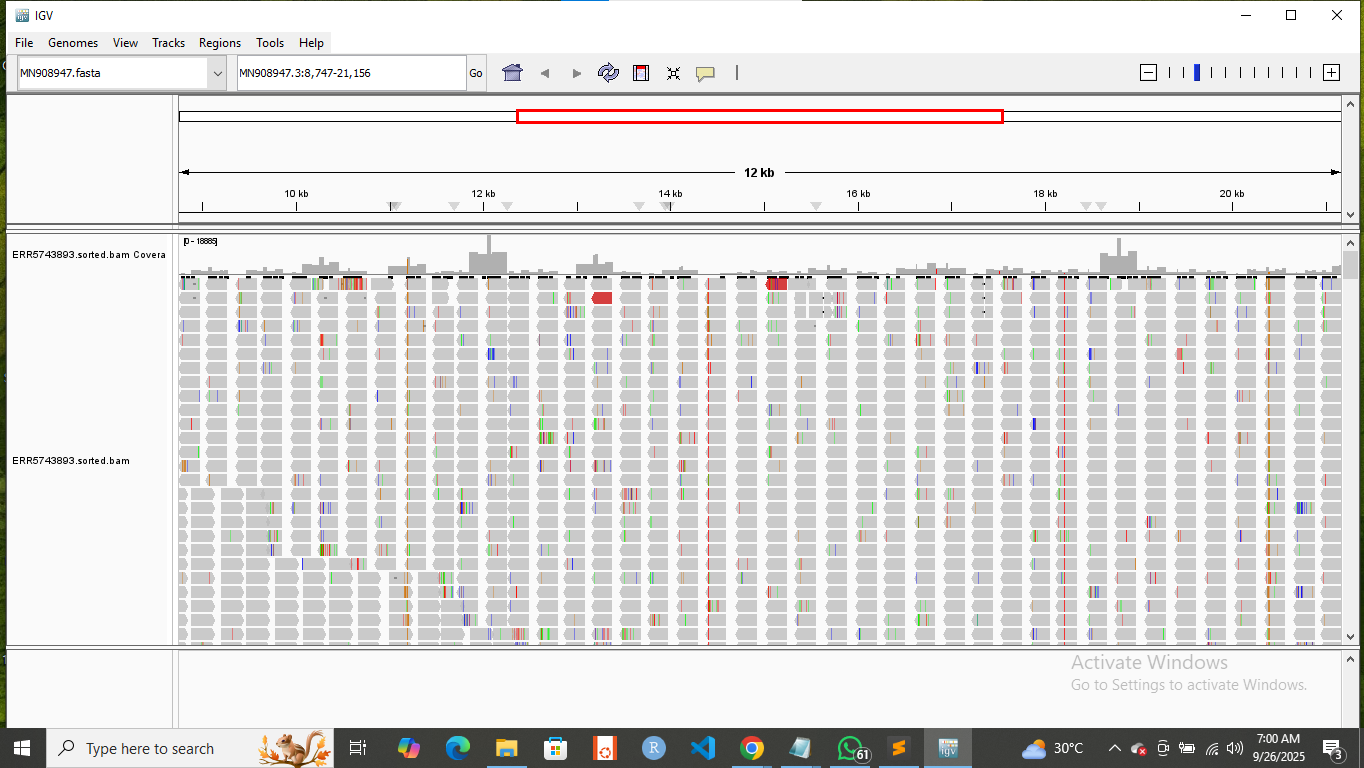 IGV
File Genomes View Tracks Regions Tools Help
MN908947.fasta MN908947.3:8,747-21,156 Go
12 kb
10 kb 12 kb 14 kb 16 kb 18 kb 20 kb
[0 - 18885]
ERR5743893.sorted.bam Covera
ERR5743893.sorted.bam
Activate Windows
Go to Settings to activate Windows.
Type here to search
R
61
igv
30°C
7:00 AM
9/26/2025
3